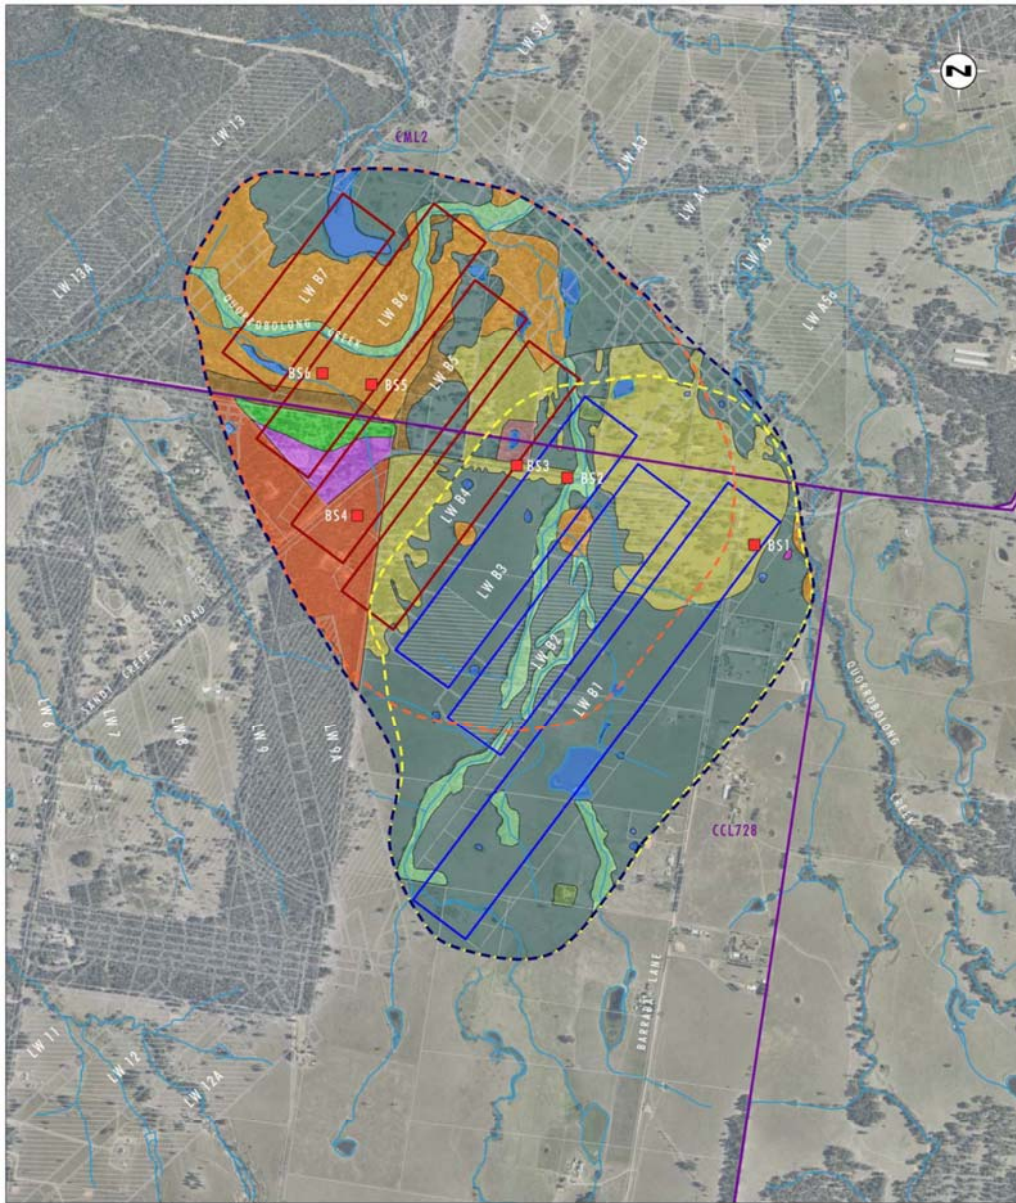 LW SL2
LW 13
CML2
LW A3
LW A4
LW 13A
LW A5
LW B7
LW B6
LW A5a
QUORROBOLONG CREEK
BS6
BS5
LW B5
BS3
BS2
BS4
LW B4
BS1
LW B3
SANDY CREEK ROAD
LW B2
LW B1
LW 6
LW 7
LW 8
LW 9
LW 9A
QUORROBOLONG CREEK
CCL728
BARRABA LANE
LW 11
LW 12
LW 12A
N